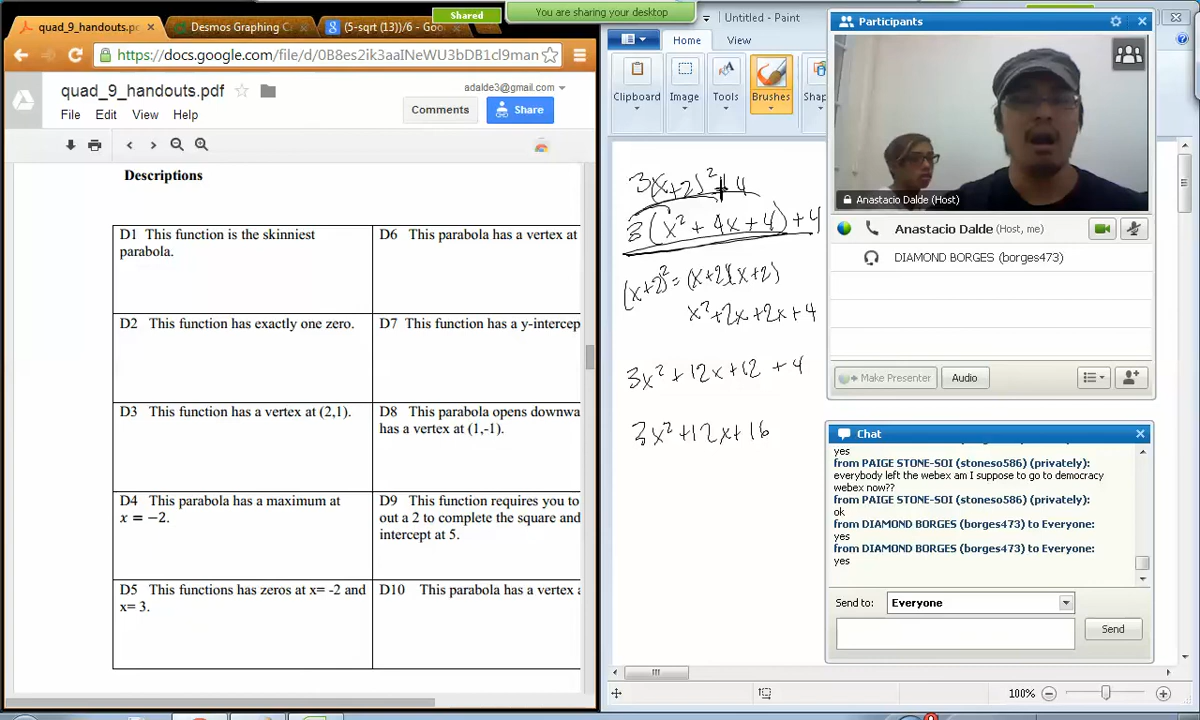 Shared
You are sharing your desktop
quad_9_handouts.pd
Desmos Graphing C
(5-sqrt (13))/6 - Goo
Untitled - Paint
Participants
https://docs.google.com/file/d/0B8es2ik3aaINeWU3bDB1cl9man
Home
View
quad_9_handouts.pdf
adalde3@gmail.com
File Edit View Help
Comments
Share
Clipboard
Image
Tools
Brushes
Shap
Descriptions
D1 This function is the skinniest
parabola.
D6 This parabola has a vertex at
D2 This function has exactly one zero.
D7 This function has a y-intercep
D3 This function has a vertex at (2,1).
D8 This parabola opens downwa
has a vertex at (1,-1).
D4 This parabola has a maximum at
x = −2.
D9 This function requires you to
out a 2 to complete the square and
intercept at 5.
D5 This functions has zeros at x= -2 and
x= 3.
D10 This parabola has a vertex a
3(x+2)²+4
3(x²+4x+4)+4
(x+2)²=(x+2)(x+2)
x²+2x+2x+4
3x²+12x+12+4
3x²+12x+16
100%
Anastacio Dalde (Host)
Anastacio Dalde (Host, me)
DIAMOND BORGES (borges473)
Make Presenter
Audio
Chat
yes
from PAIGE STONE-SOI (stoneso586) (privately):
everybody left the webex am I suppose to go to democracy
webex now??
from PAIGE STONE-SOI (stoneso586) (privately):
ok
from DIAMOND BORGES (borges473) to Everyone:
yes
from DIAMOND BORGES (borges473) to Everyone:
yes
Send to: Everyone
Send